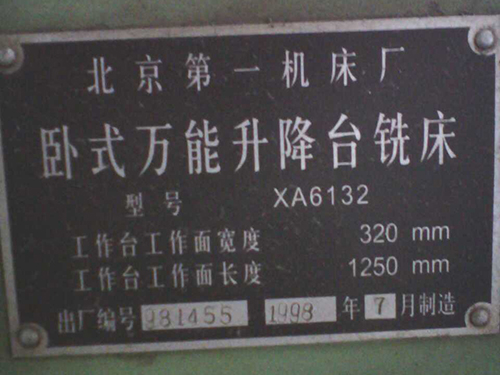 北京第一机床厂
卧式万能升降台铣床
型号 XA6132
工作台工作面宽度 320 mm
工作台工作面长度 1250 mm
出厂编号 981455 1998 年 7 月制造